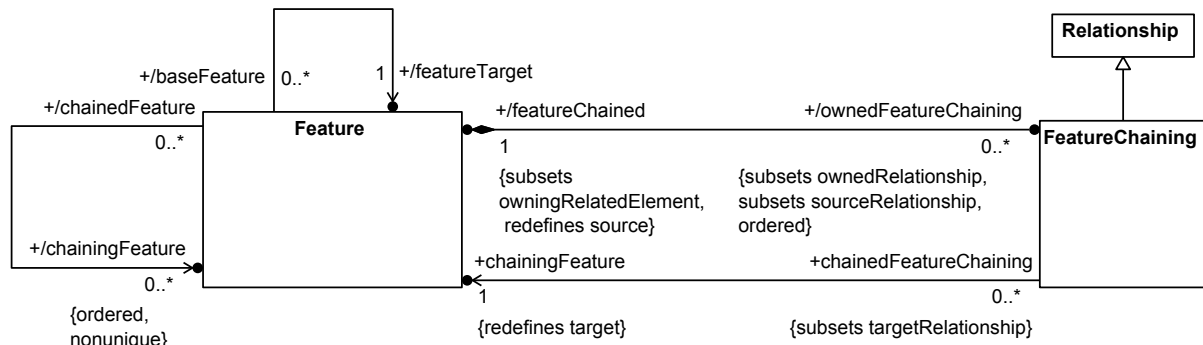 Relationship
+/baseFeature
0..*
1
+/featureTarget
+/chainedFeature
0..*
Feature
+/featureChained
1
+/ownedFeatureChaining
0..*
FeatureChaining
{subsets
owningRelatedElement,
redefines source}
{subsets ownedRelationship,
subsets sourceRelationship,
ordered}
+/chainingFeature
0..*
{ordered,
nonunique}
+chainingFeature
1
{redefines target}
+chainedFeatureChaining
0..*
{subsets targetRelationship}